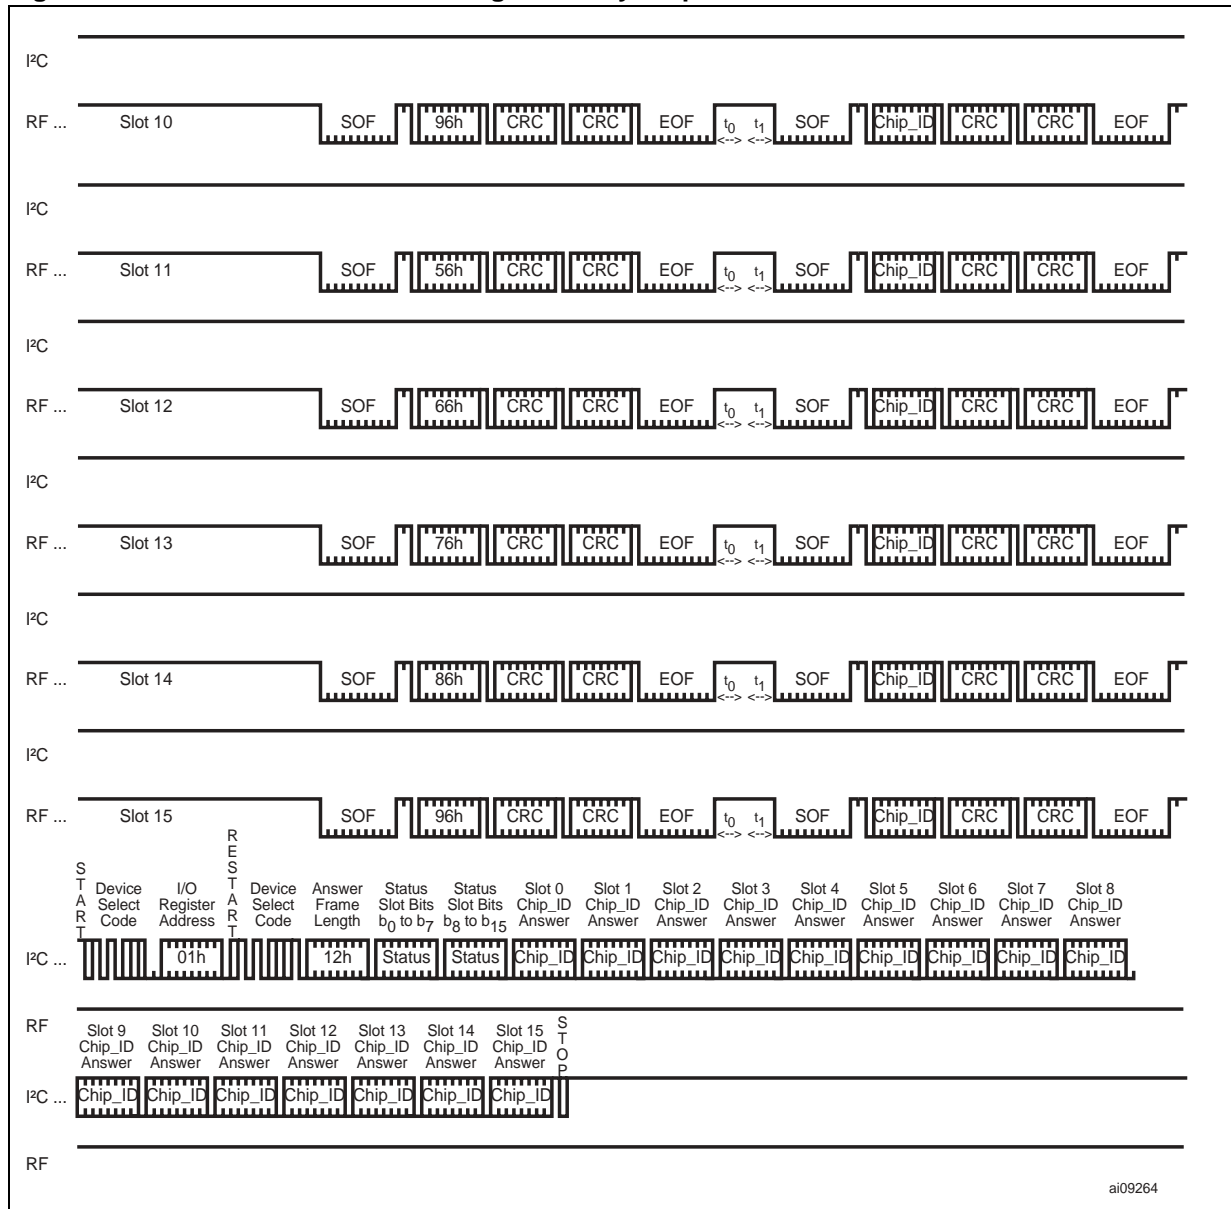 I²C
RF ... Slot 10 SOF 96h CRC CRC EOF t0 t1 SOF Chip_ID CRC CRC EOF
<--> <-->
I²C
RF ... Slot 11 SOF 56h CRC CRC EOF t0 t1 SOF Chip_ID CRC CRC EOF
<--> <-->
I²C
RF ... Slot 12 SOF 66h CRC CRC EOF t0 t1 SOF Chip_ID CRC CRC EOF
<--> <-->
I²C
RF ... Slot 13 SOF 76h CRC CRC EOF t0 t1 SOF Chip_ID CRC CRC EOF
<--> <-->
I²C
RF ... Slot 14 SOF 86h CRC CRC EOF t0 t1 SOF Chip_ID CRC CRC EOF
<--> <-->
I²C
RF ... Slot 15 SOF 96h CRC CRC EOF t0 t1 SOF Chip_ID CRC CRC EOF
<--> <-->
START
Device Select Code
I/O Register Address
RESTART
Device Select Code
Answer Frame Length
Status Slot Bits b0 to b7
Status Slot Bits b8 to b15
Slot 0 Chip_ID Answer
Slot 1 Chip_ID Answer
Slot 2 Chip_ID Answer
Slot 3 Chip_ID Answer
Slot 4 Chip_ID Answer
Slot 5 Chip_ID Answer
Slot 6 Chip_ID Answer
Slot 7 Chip_ID Answer
Slot 8 Chip_ID Answer
I²C ... 01h 12h Status Status Chip_ID Chip_ID Chip_ID Chip_ID Chip_ID Chip_ID Chip_ID Chip_ID Chip_ID
RF
Slot 9 Chip_ID Answer
Slot 10 Chip_ID Answer
Slot 11 Chip_ID Answer
Slot 12 Chip_ID Answer
Slot 13 Chip_ID Answer
Slot 14 Chip_ID Answer
Slot 15 Chip_ID Answer
STOP
I²C ... Chip_ID Chip_ID Chip_ID Chip_ID Chip_ID Chip_ID Chip_ID
RF
ai09264